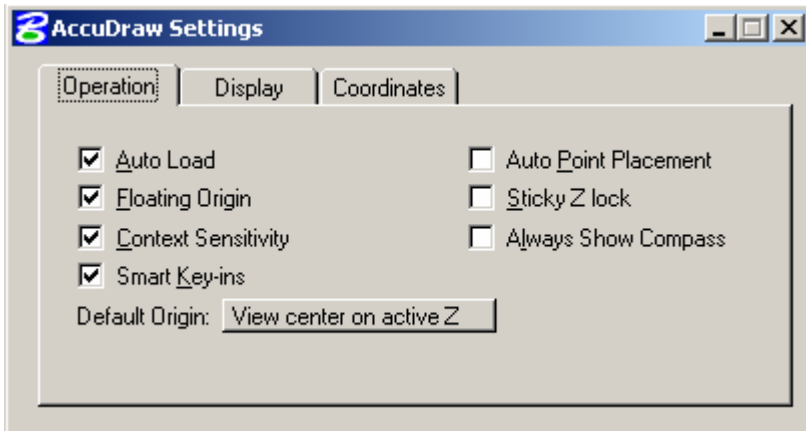 AccuDraw Settings
Operation Display Coordinates
Auto Load Auto Point Placement
Floating Origin Sticky Z lock
Context Sensitivity Always Show Compass
Smart Key-ins
Default Origin: View center on active Z